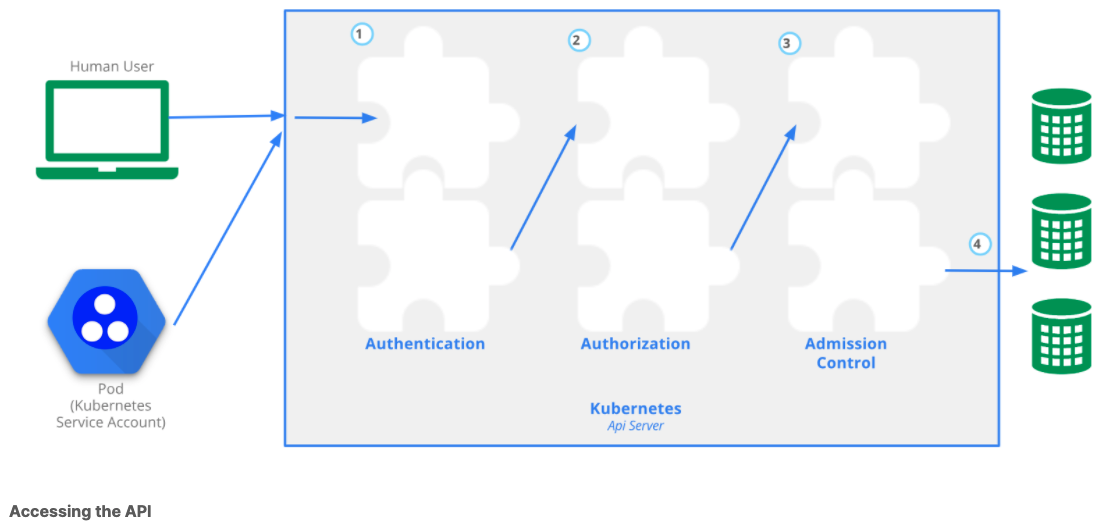 1
2
3
Human User
4
Authentication
Authorization
Admission
Control
Pod
(Kubernetes
Service Account)
Kubernetes
Api Server
Accessing the API